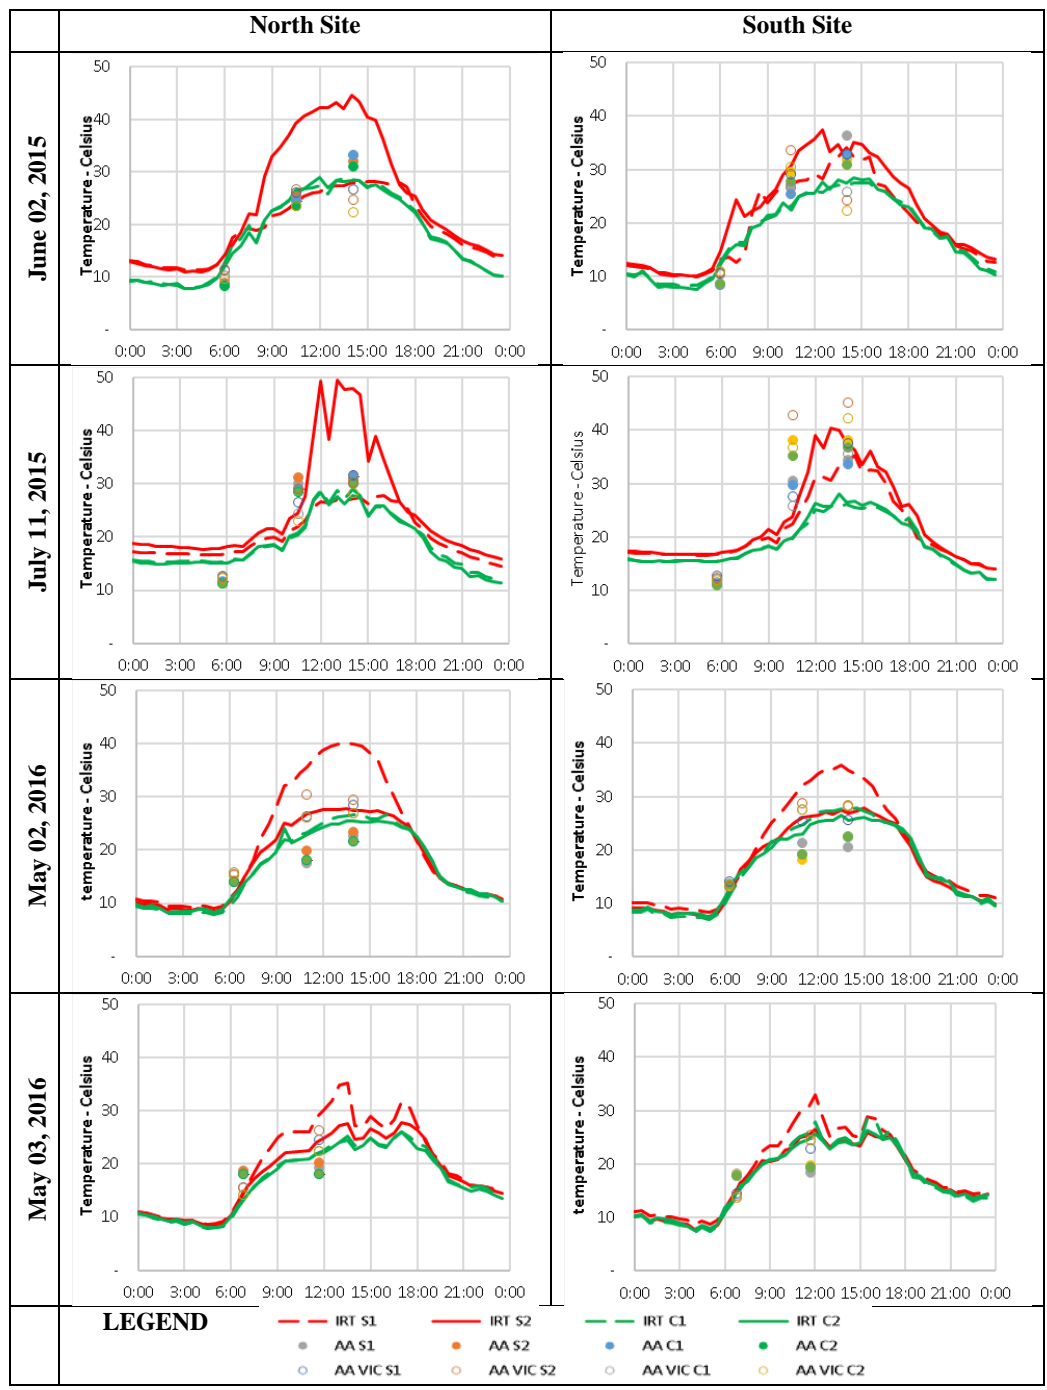 North Site South Site
June 02, 2015
Temperature - Celsius
50
40
30
20
10
-
0:00 3:00 6:00 9:00 12:00 15:00 18:00 21:00 0:00
Temperature - Celsius
50
40
30
20
10
-
0:00 3:00 6:00 9:00 12:00 15:00 18:00 21:00 0:00
July 11, 2015
Temperature - Celsius
50
40
30
20
10
-
0:00 3:00 6:00 9:00 12:00 15:00 18:00 21:00 0:00
Temperature - Celsius
50
40
30
20
10
-
0:00 3:00 6:00 9:00 12:00 15:00 18:00 21:00 0:00
May 02, 2016
temperature - Celsius
50
40
30
20
10
-
0:00 3:00 6:00 9:00 12:00 15:00 18:00 21:00 0:00
Temperature - Celsius
50
40
30
20
10
-
0:00 3:00 6:00 9:00 12:00 15:00 18:00 21:00 0:00
May 03, 2016
Temperature - Celsius
50
40
30
20
10
-
0:00 3:00 6:00 9:00 12:00 15:00 18:00 21:00 0:00
temperature - Celsius
50
40
30
20
10
-
0:00 3:00 6:00 9:00 12:00 15:00 18:00 21:00 0:00
LEGEND IRT S1 IRT S2 IRT C1 IRT C2
AA S1 AA S2 AA C1 AA C2
AA VIC S1 AA VIC S2 AA VIC C1 AA VIC C2